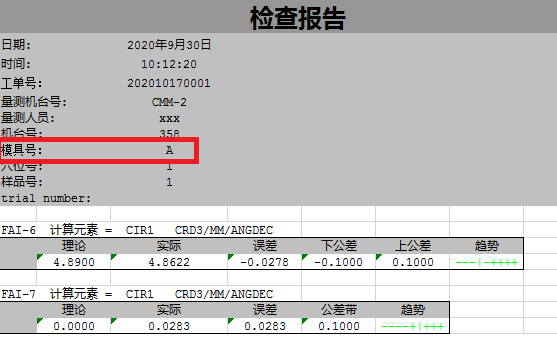 检查报告
日期: 2020年9月30日
时间: 10:12:20
工单号: 202010170001
量测机台号: CMM-2
量测人员: xxx
机台号: 358
模具号: A
穴位号: 1
样品号: 1
trial number:
FAI-6 计算元素 = CIR1 CRD3/MM/ANGDEC
理论 实际 误差 下公差 上公差 趋势
4.8900 4.8622 -0.0278 -0.1000 0.1000 ---|-++++
FAI-7 计算元素 = CIR1 CRD3/MM/ANGDEC
理论 实际 误差 公差带 趋势
0.0000 0.0283 0.0283 0.1000 ----+|+++